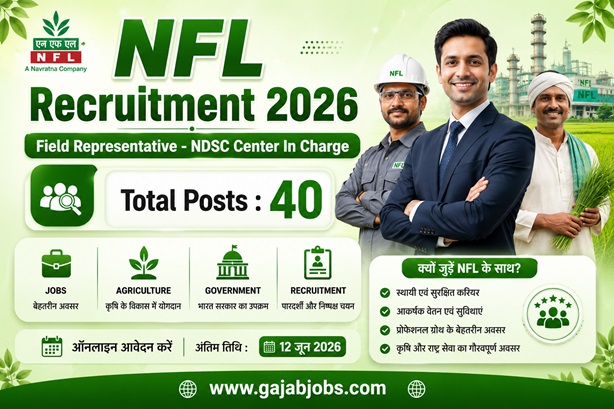 एन एफ एल
NFL
A Navratna Company
NFL
Recruitment 2026
Field Representative - NDSC Center In Charge
Total Posts : 40
JOBS
बेहतरीन अवसर
AGRICULTURE
कृषि के विकास में योगदान
GOVERNMENT
भारत सरकार का उपक्रम
RECRUITMENT
पारदर्शी और निष्पक्ष चयन
ऑनलाइन आवेदन करें
अंतिम तिथि :
12 जून 2026
NFL
NFL
NFL
क्यों जुड़ें NFL के साथ?
स्थायी एवं सुरक्षित करियर
आकर्षक वेतन एवं सुविधाएं
प्रोफेशनल ग्रोथ के बेहतरीन अवसर
कृषि और राष्ट्र सेवा का गौरवपूर्ण अवसर
www.gajabjobs.com